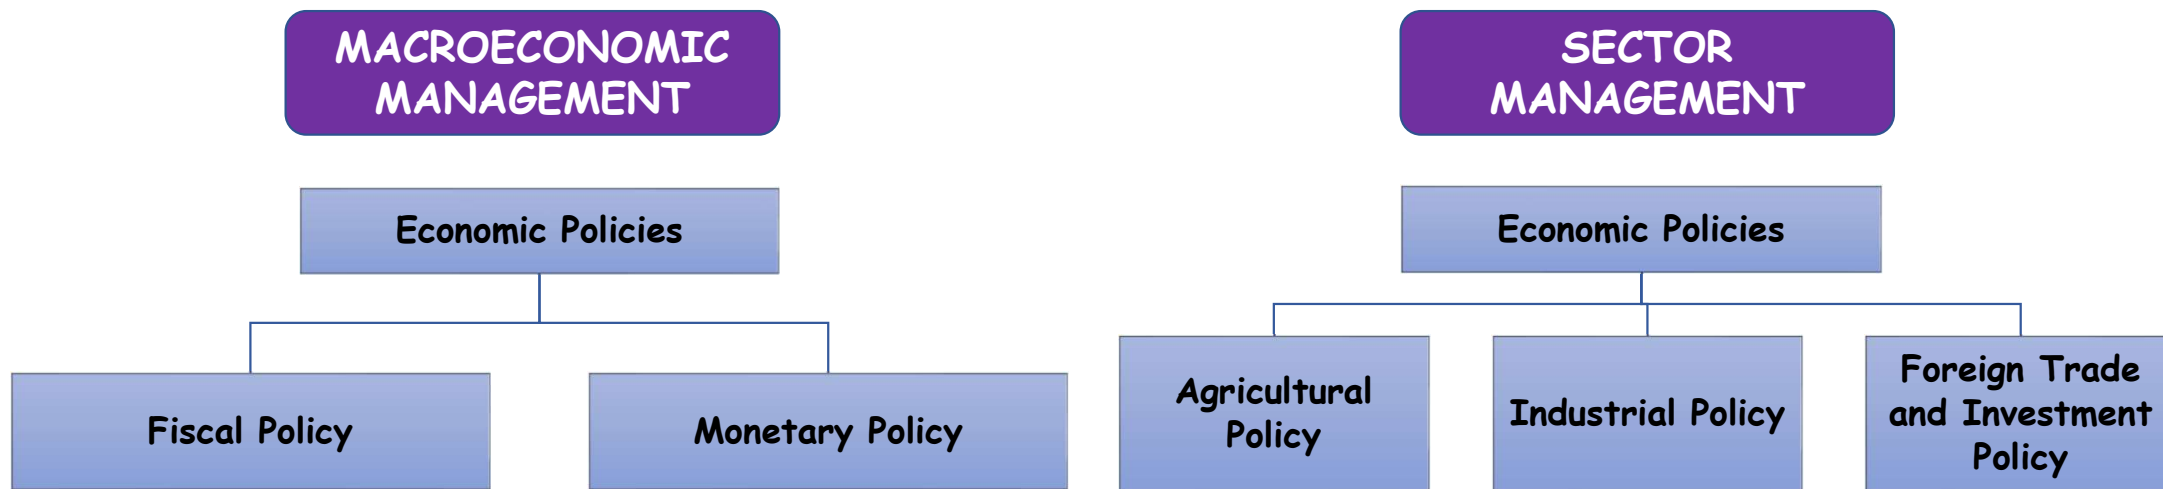 MACROECONOMIC
MANAGEMENT
Economic Policies
Fiscal Policy
Monetary Policy
SECTOR
MANAGEMENT
Economic Policies
Agricultural
Policy
Industrial Policy
Foreign Trade
and Investment
Policy